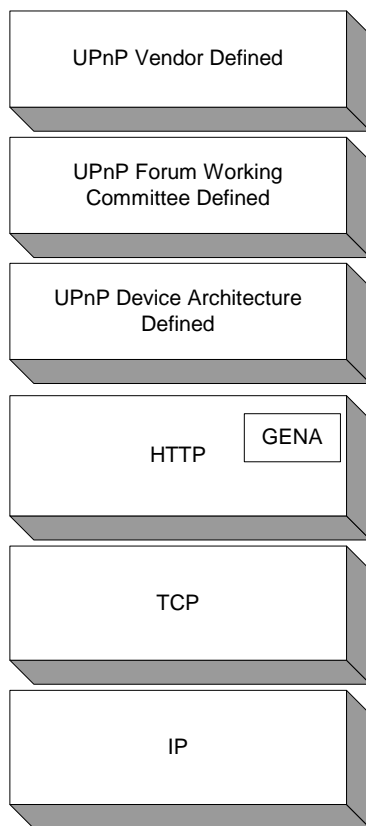 UPnP Vendor Defined
UPnP Forum Working
Committee Defined
UPnP Device Architecture
Defined
GENA
HTTP
TCP
IP